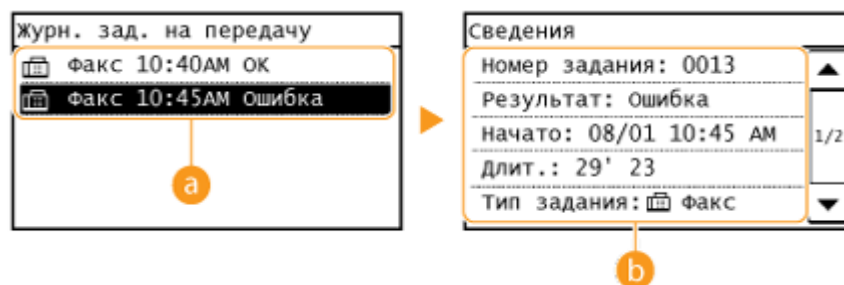 Журн. зад. на передачу
Факс 10:40AM ОК
Факс 10:45AM Ошибка
a
Сведения
Номер задания: 0013
Результат: Ошибка
Начато: 08/01 10:45 AM
Длит.: 29' 23
Тип задания: Факс
1/2
b